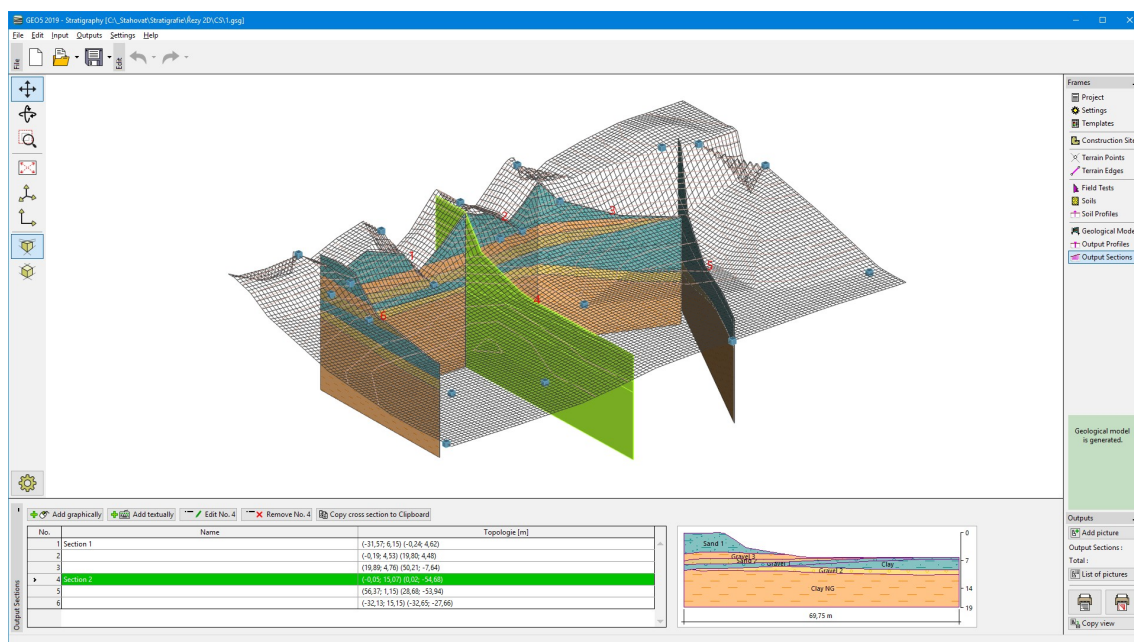 GEO5 2019 - Stratigraphy [C:\_Stahovat\Stratigrafie\Řezy 2D\CS\1.gsg]
File Edit Input Outputs Settings Help
File
Edit
Frames
Project
Settings
Templates
Construction Site
Terrain Points
Terrain Edges
Field Tests
Soils
Soil Profiles
Geological Mode
Output Profiles
Output Sections
1
2
3
4
5
6
Geological model
is generated.
Add graphically Add textually Edit No. 4 Remove No. 4 Copy cross section to Clipboard
No. Name Topologie [m]
1 Section 1 (-31,57; 6,15) (-0,24; 4,62)
2 (-0,19; 4,53) (19,80; 4,48)
3 (19,89; 4,76) (50,21; -7,64)
4 Section 2 (-0,05; 15,07) (0,02; -54,68)
5 (56,37; 1,15) (28,68; -53,94)
6 (-32,13; 15,15) (-32,65; -27,66)
Output Sections
Sand 1
Gravel 3
Sand 2
Gravel 1
Clay
Gravel 2
Clay NG
69,75 m
0
7
14
19
Outputs
Add picture
Output Sections :
Total :
List of pictures
Copy view